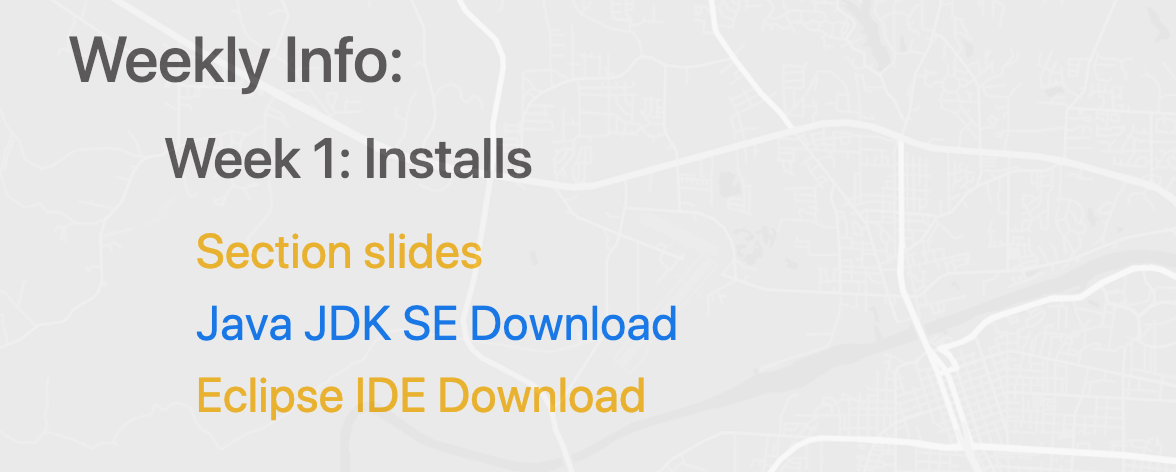 Weekly Info:
Week 1: Installs
Section slides
Java JDK SE Download
Eclipse IDE Download